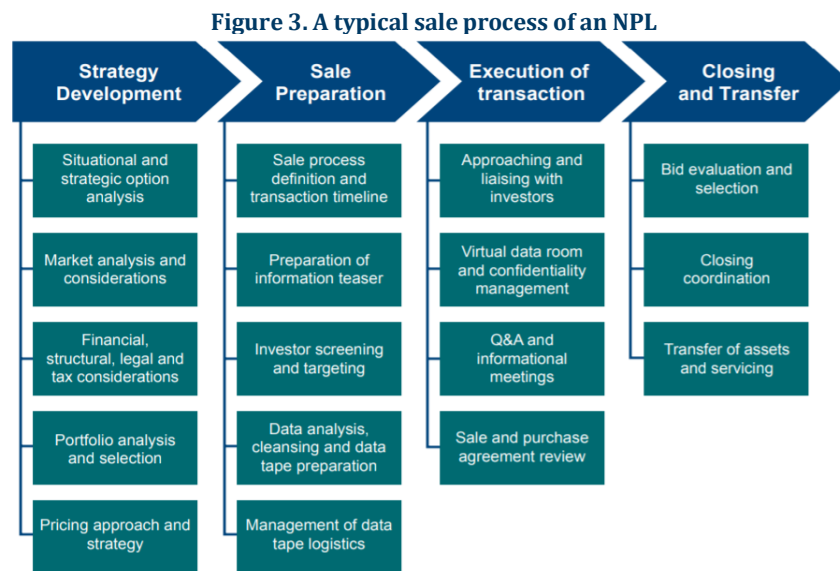 Figure 3. A typical sale process of an NPL
Strategy
Development
Situational and
strategic option
analysis
Market analysis and
considerations
Financial,
structural, legal and
tax considerations
Portfolio analysis
and selection
Pricing approach and
strategy
Sale
Preparation
Sale process
definition and
transaction timeline
Preparation of
information teaser
Investor screening
and targeting
Data analysis,
cleansing and data
tape preparation
Management of data
tape logistics
Execution of
transaction
Approaching and
liaising with
investors
Virtual data room
and confidentiality
management
Q&A and
informational
meetings
Sale and purchase
agreement review
Closing
and Transfer
Bid evaluation and
selection
Closing
coordination
Transfer of assets
and servicing